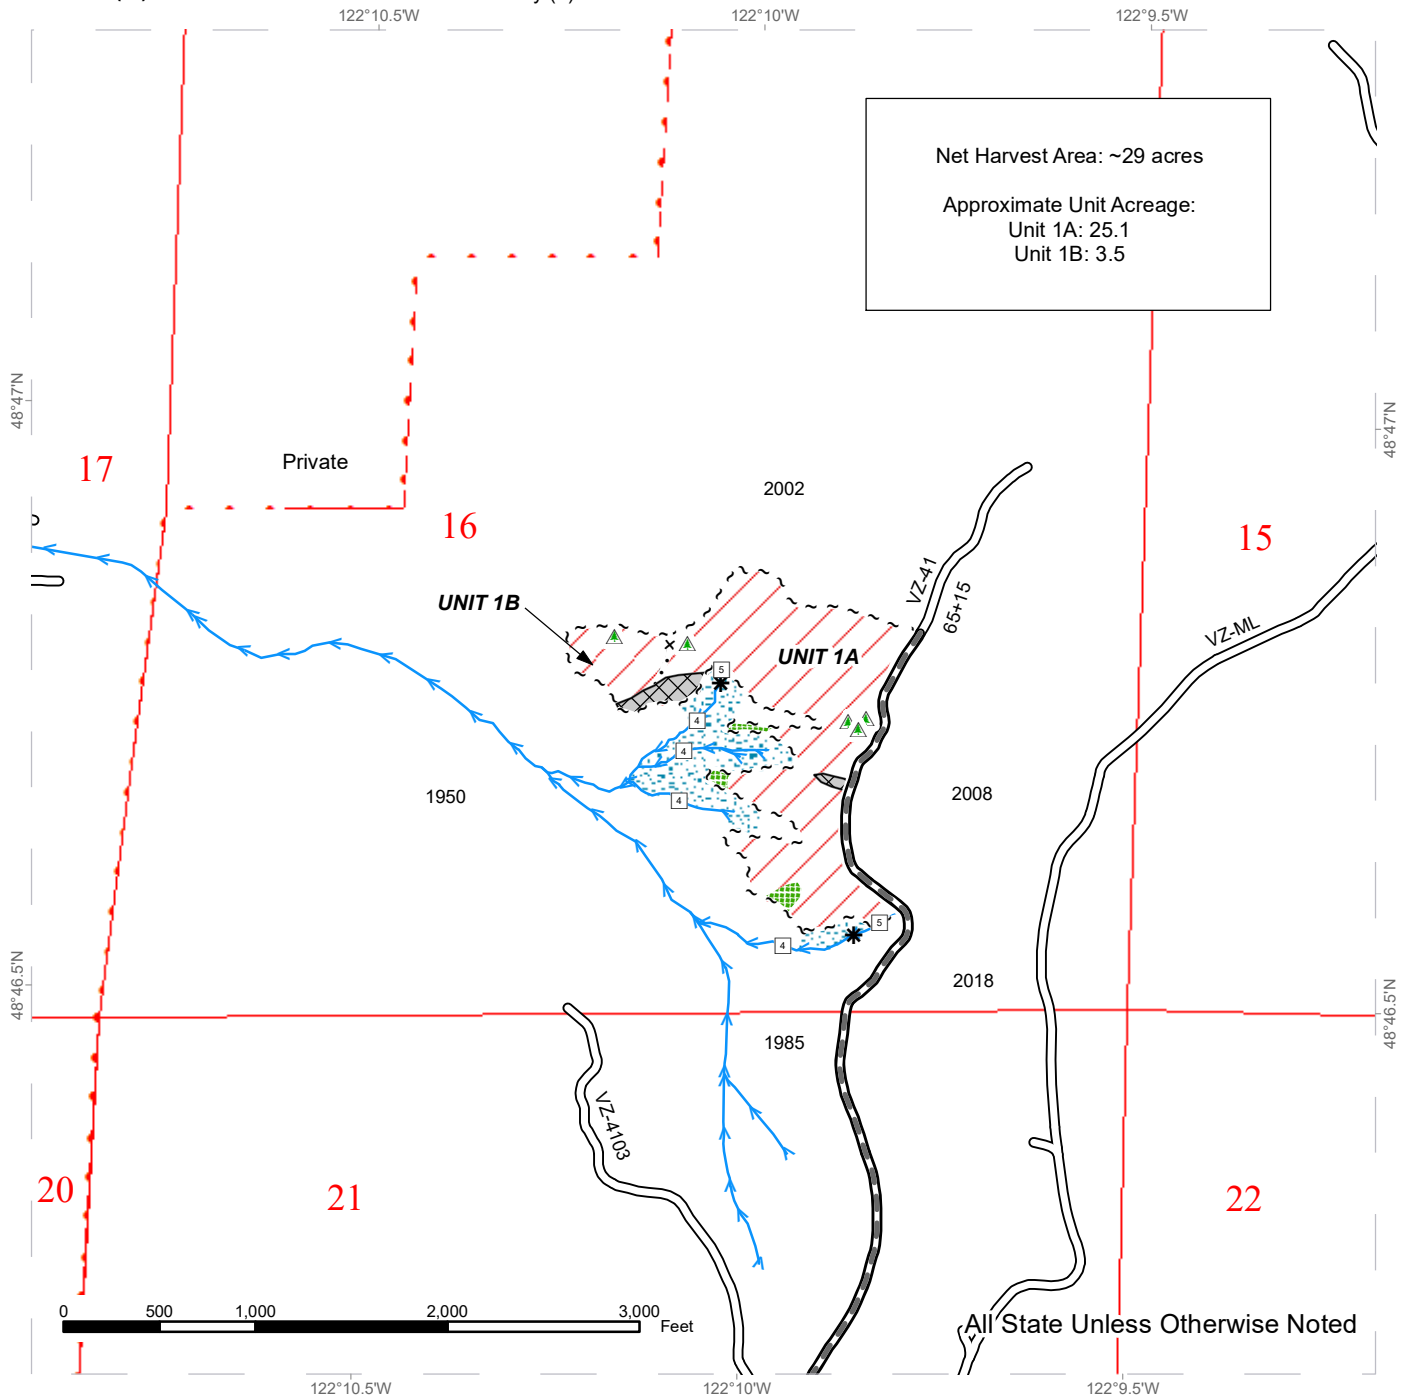 122°10.5'W
122°10'W
122°9.5'W
Net Harvest Area: ~29 acres
Approximate Unit Acreage:
Unit 1A: 25.1
Unit 1B: 3.5
48°47'N
48°47'N
17
Private
2002
16
15
VZ-41
65+15
UNIT 1B
VZ-ML
UNIT 1A
5
4
4
4
1950
2008
5
4
48°46.5'N
2018
48°46.5'N
1985
VZ-4103
20
21
22
0
500
1,000
2,000
3,000
Feet
All State Unless Otherwise Noted
122°10.5'W
122°10'W
122°9.5'W